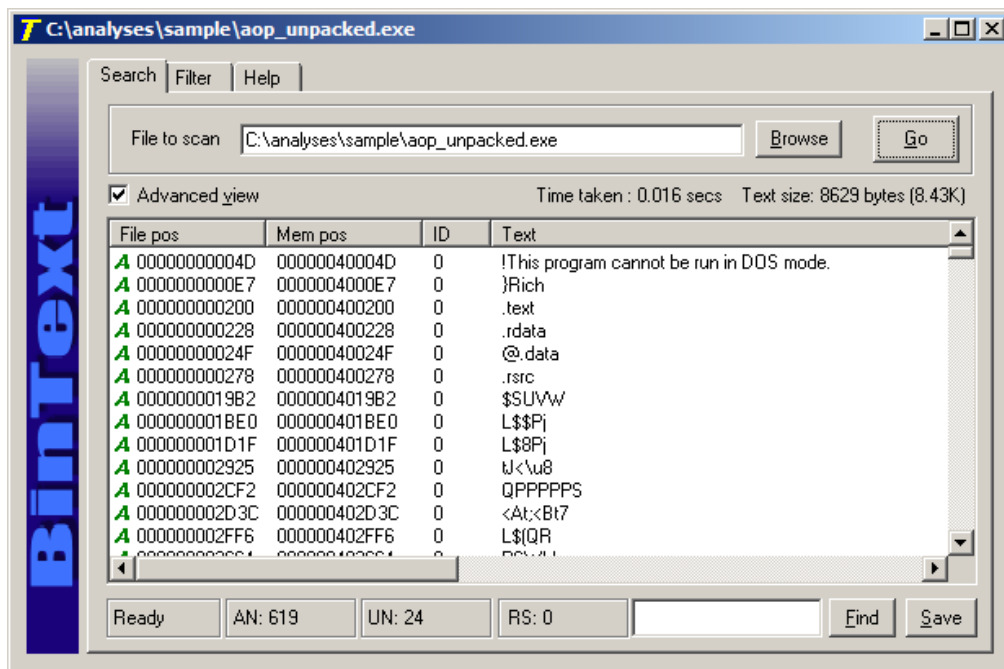 C:\analyses\sample\aop_unpacked.exe
BinText
Search Filter Help
File to scan C:\analyses\sample\aop_unpacked.exe Browse Go
Advanced view Time taken : 0.016 secs Text size: 8629 bytes (8.43K)
File pos Mem pos ID Text
A 00000000004D 00000040004D 0 !This program cannot be run in DOS mode.
A 0000000000E7 0000004000E7 0 }Rich
A 000000000200 000000400200 0 .text
A 000000000228 000000400228 0 .rdata
A 00000000024F 00000040024F 0 @.data
A 000000000278 000000400278 0 .rsrc
A 0000000019B2 0000004019B2 0 $SUVW
A 000000001BE0 000000401BE0 0 L$$Pj
A 000000001D1F 000000401D1F 0 L$8Pj
A 000000002925 000000402925 0 tJ<\u8
A 000000002CF2 000000402CF2 0 QPPPPPS
A 000000002D3C 000000402D3C 0 <At;<Bt7
A 000000002FF6 000000402FF6 0 L$(QR
Ready AN: 619 UN: 24 RS: 0 Find Save